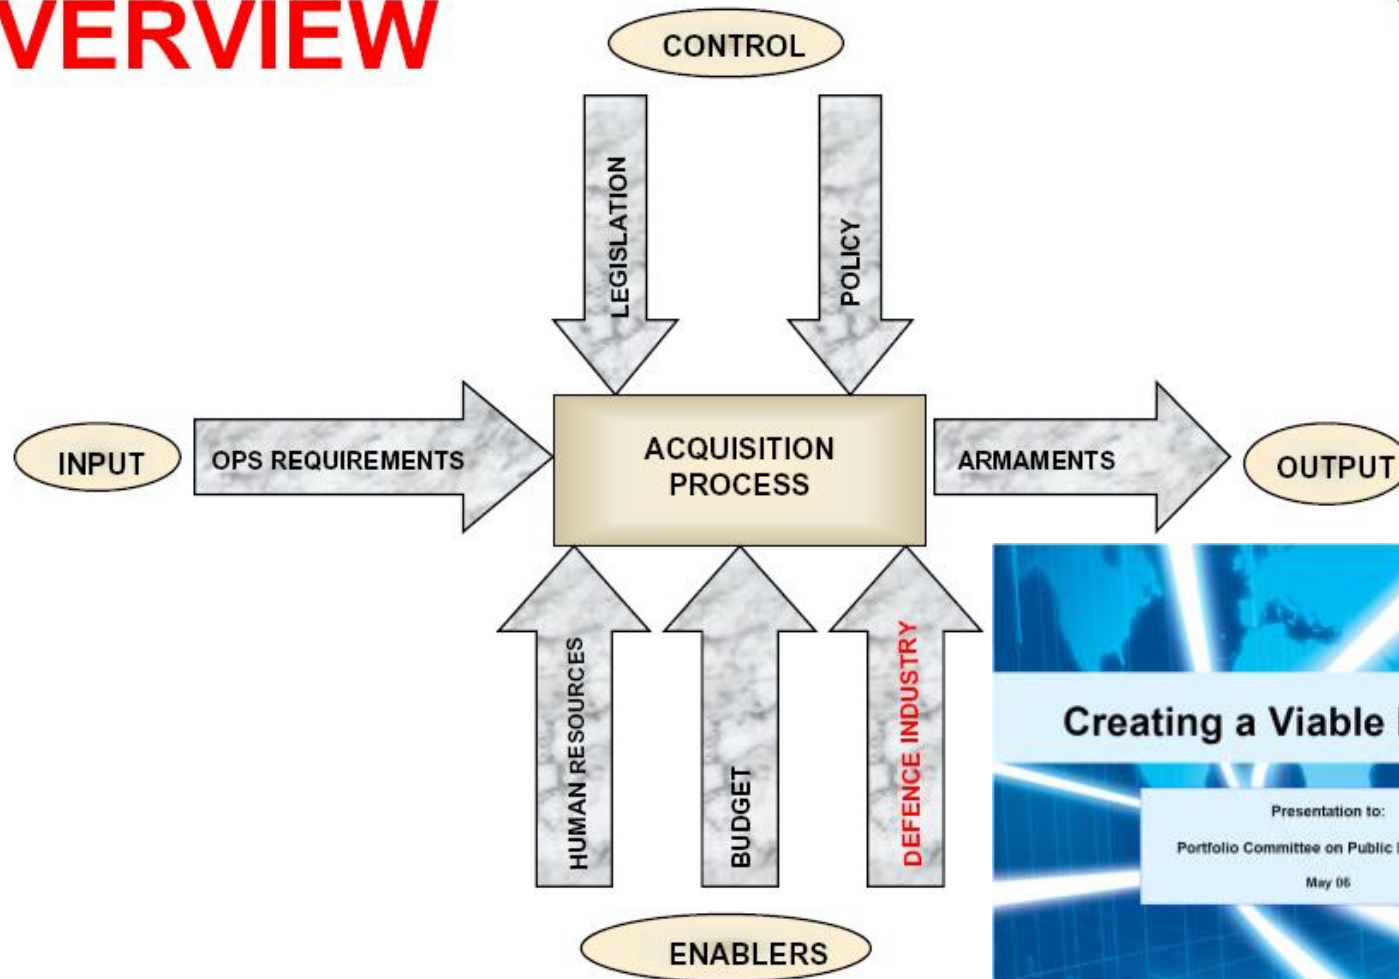 VERVIEW
CONTROL
LEGISLATION
POLICY
INPUT
OPS REQUIREMENTS
ACQUISITION
PROCESS
ARMAMENTS
OUTPUT
HUMAN RESOURCES
BUDGET
DEFENCE INDUSTRY
ENABLERS
Creating a Viable
Presentation to:
Portfolio Committee on Public
May 06